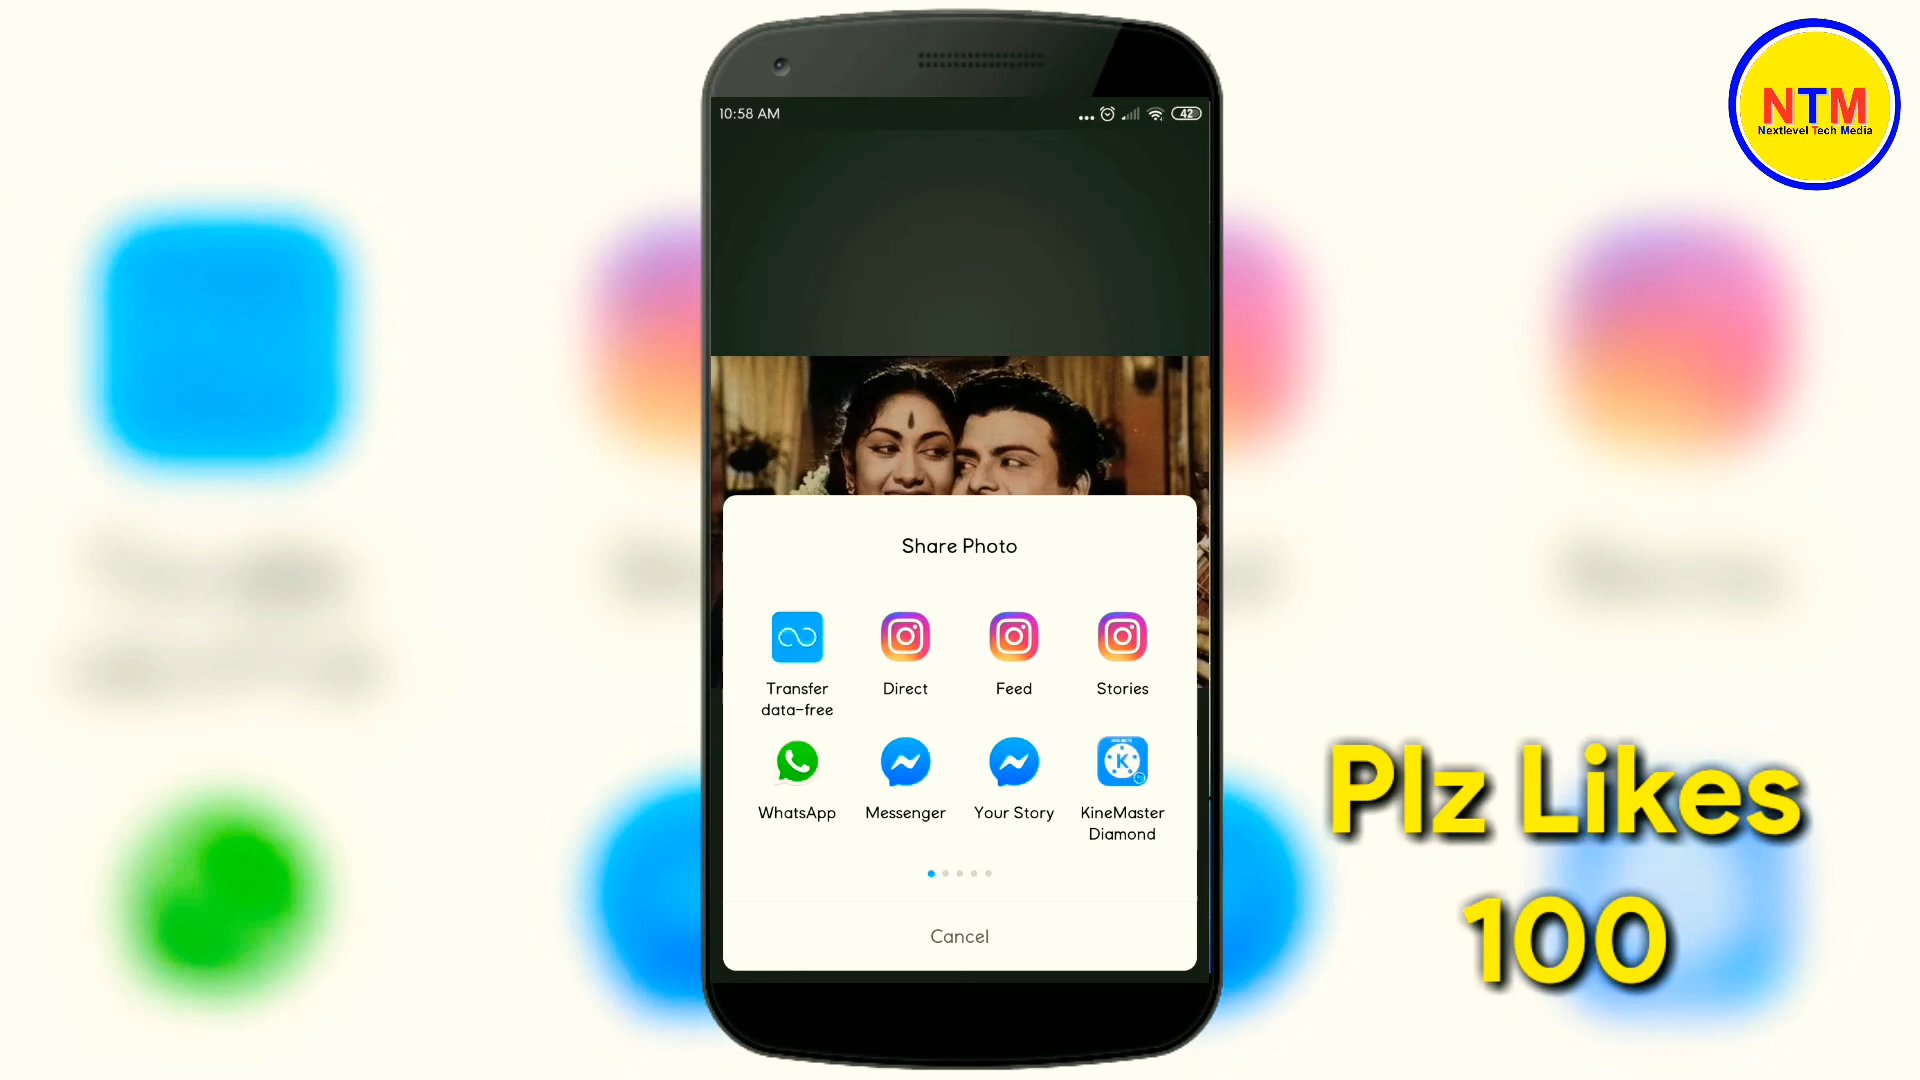 10:58 AM
42
NTM
Nextlevel Tech Media
Share Photo
Transfer
data-free
Direct
Feed
Stories
WhatsApp
Messenger
Your Story
KineMaster
Diamond
K
Cancel
Plz Likes
100